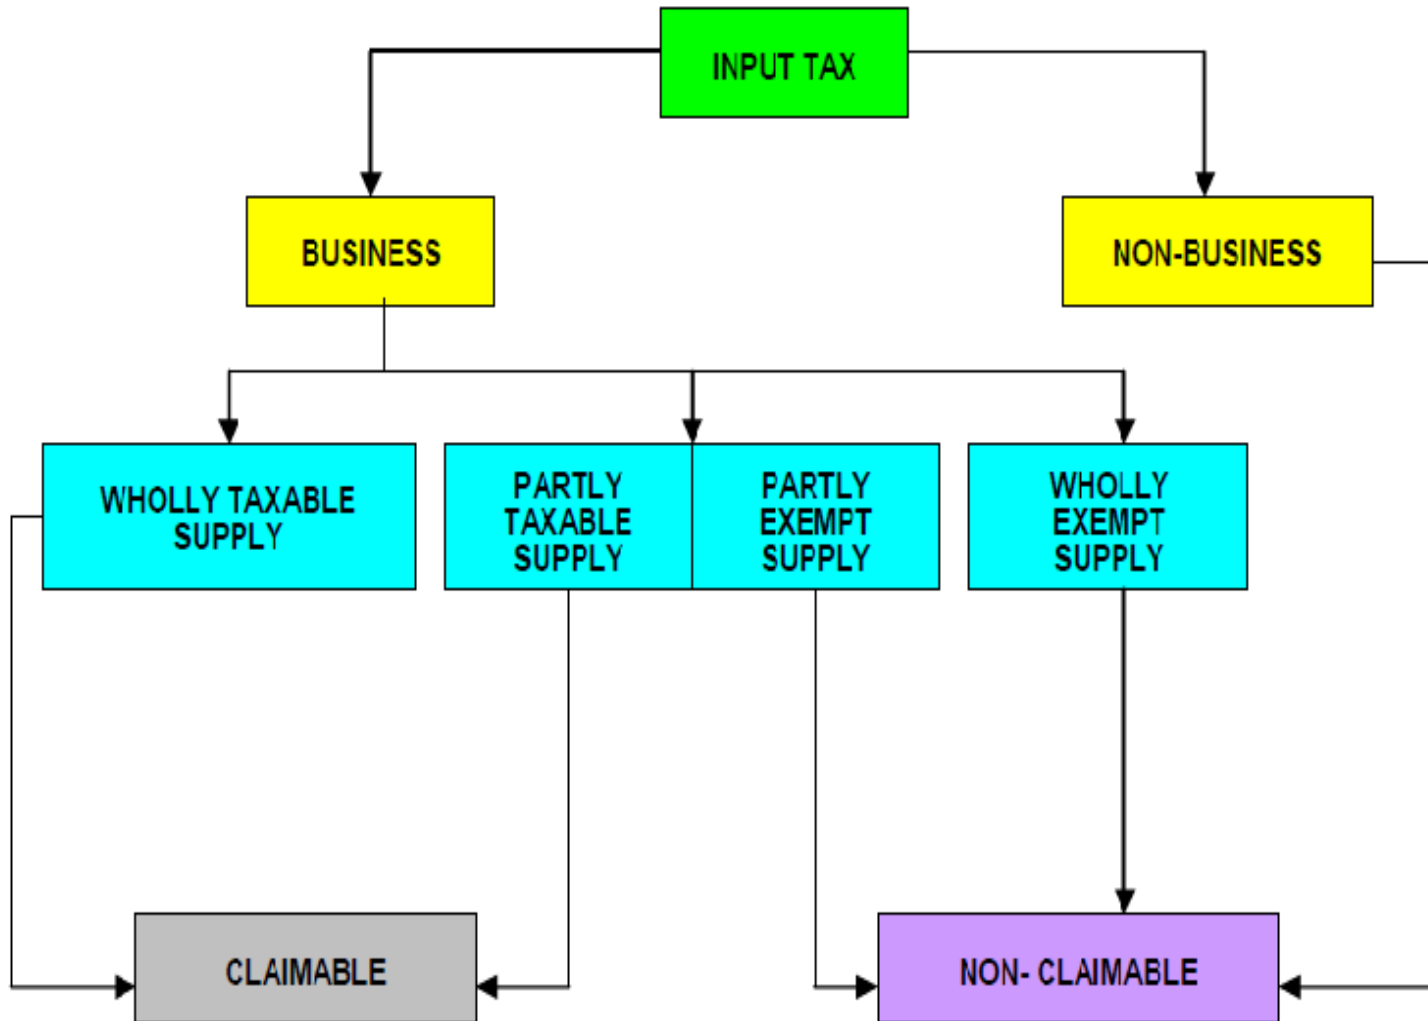 INPUT TAX
BUSINESS
NON-BUSINESS
WHOLLY TAXABLE
SUPPLY
PARTLY
TAXABLE
SUPPLY
PARTLY
EXEMPT
SUPPLY
WHOLLY
EXEMPT
SUPPLY
CLAIMABLE
NON- CLAIMABLE